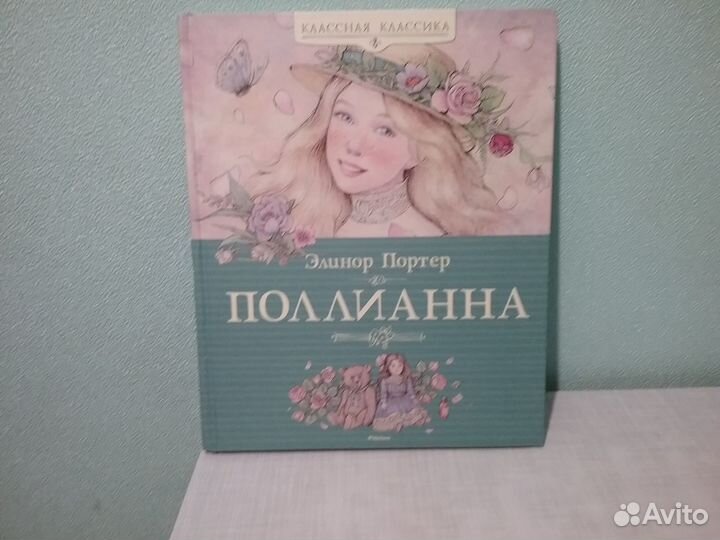 КЛАССНАЯ КЛАССИКА
Элинор Портер
ПОЛЛИАННА
Avito